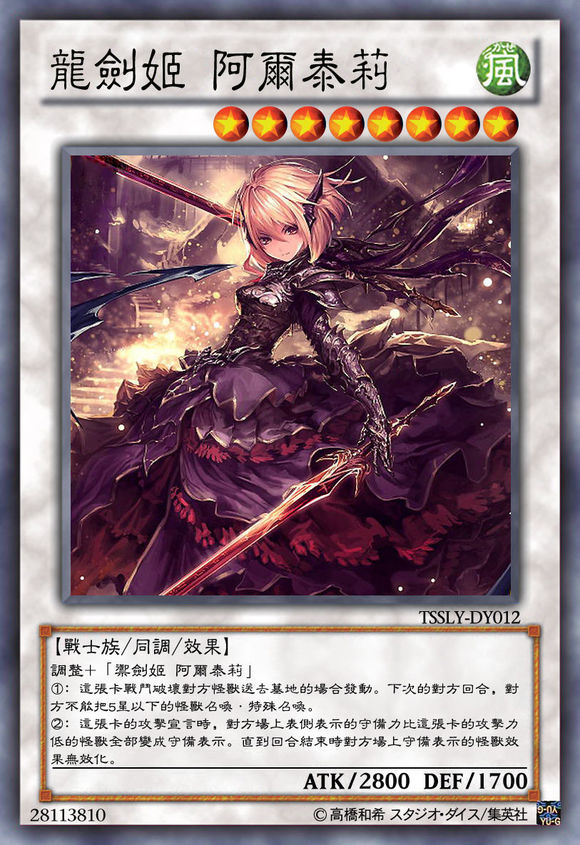 龍劍姬 阿爾泰莉
かぜ
風
TSSLY-DY012
【戰士族/同調/效果】
調整＋「禦劍姬 阿爾泰莉」
①：這張卡戰鬥破壞對方怪獸送去墓地的場合發動。下次的對方回合，對
方不能把5星以下的怪獸召喚·特殊召喚。
②：這張卡的攻擊宣言時，對方場上表側表示的守備力比這張卡的攻擊力
低的怪獸全部變成守備表示。直到回合結束時對方場上守備表示的怪獸效
果無效化。
ATK/2800 DEF/1700
28113810
©高橋和希 スタジオ・ダイス/集英社